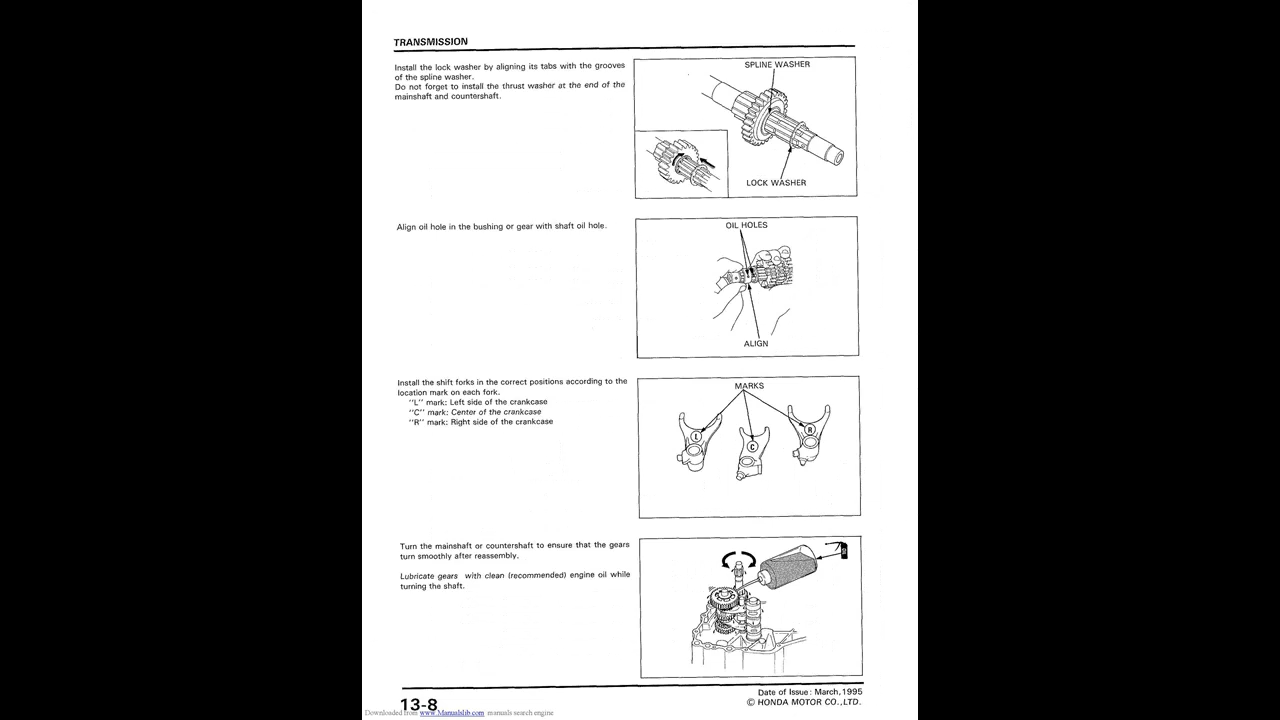 TRANSMISSION
Install the lock washer by aligning its tabs with the grooves
of the spline washer.
Do not forget to install the thrust washer at the end of the
mainshaft and countershaft.
SPLINE WASHER
LOCK WASHER
Align oil hole in the bushing or gear with shaft oil hole.
OIL HOLES
ALIGN
Install the shift forks in the correct positions according to the
location mark on each fork.
"L" mark: Left side of the crankcase
"C" mark: Center of the crankcase
"R" mark: Right side of the crankcase
MARKS
L
C
R
Turn the mainshaft or countershaft to ensure that the gears
turn smoothly after reassembly.
Lubricate gears with clean (recommended) engine oil while
turning the shaft.
Date of Issue: March, 1995
© HONDA MOTOR CO., LTD.
13-8
Downloaded from www.Manualslib.com manuals search engine